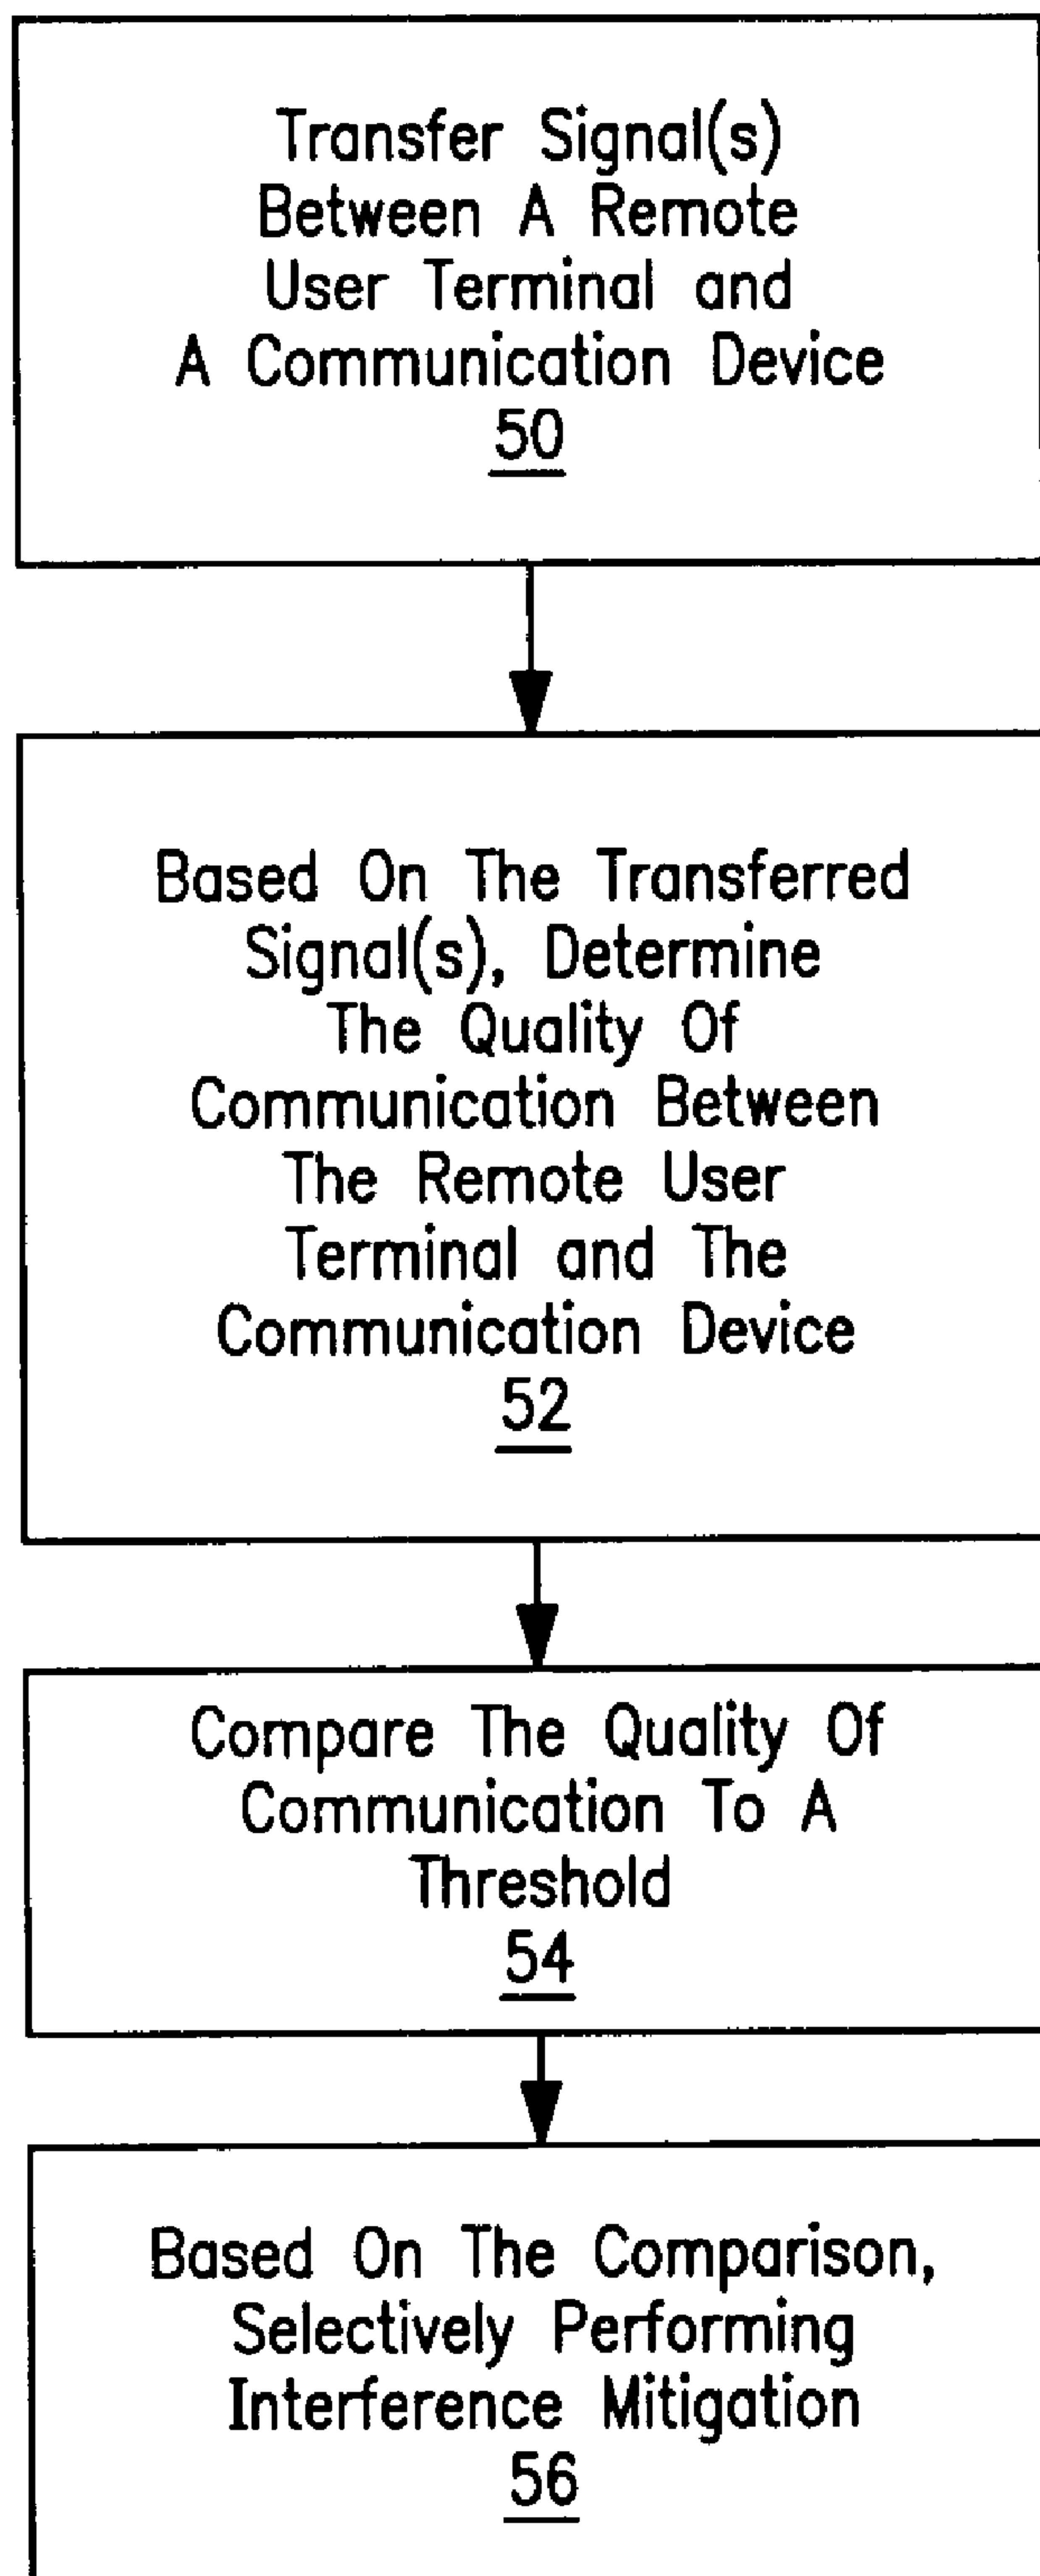 Transfer Signal(s)
Between A Remote
User Terminal and
A Communication Device
50
Based On The Transferred
Signal(s), Determine
The Quality Of
Communication Between
The Remote User
Terminal and The
Communication Device
52
Compare The Quality Of
Communication To A
Threshold
54
Based On The Comparison,
Selectively Performing
Interference Mitigation
56